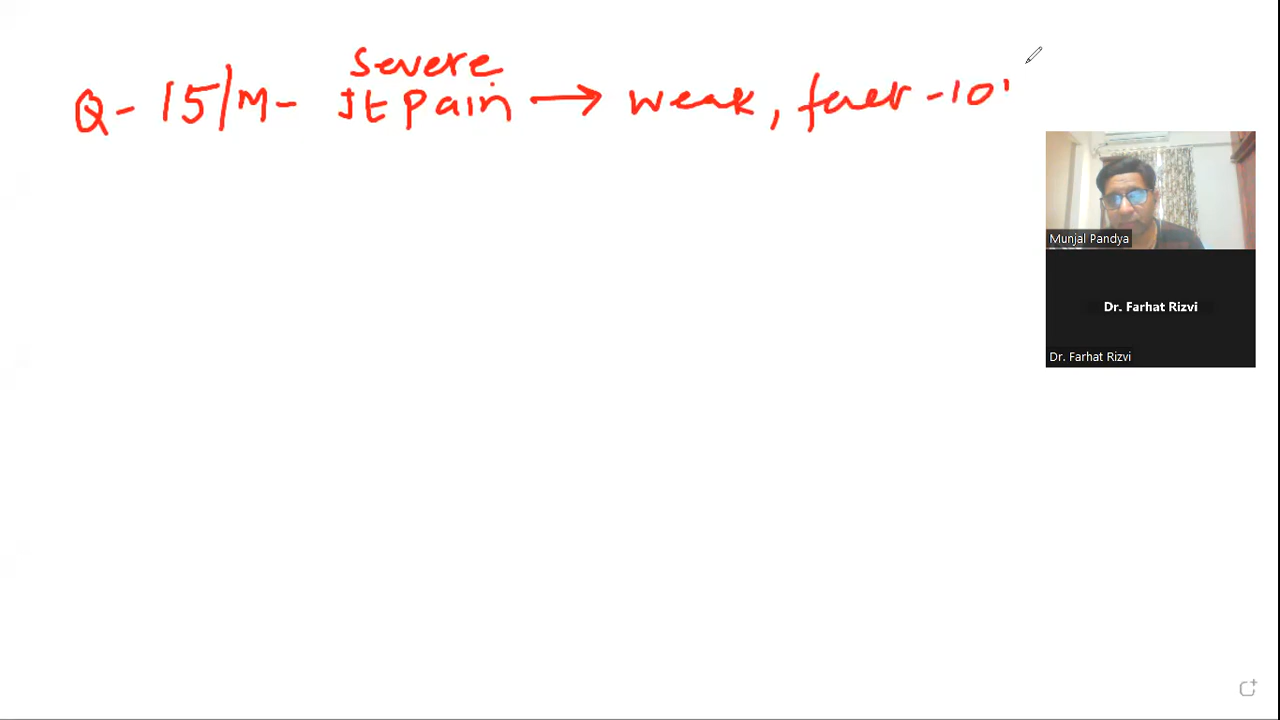 Severe
Q- 15/M- Jt Pain → weak, fever - 10'
Munjal Pandya
Dr. Farhat Rizvi
Dr. Farhat Rizvi